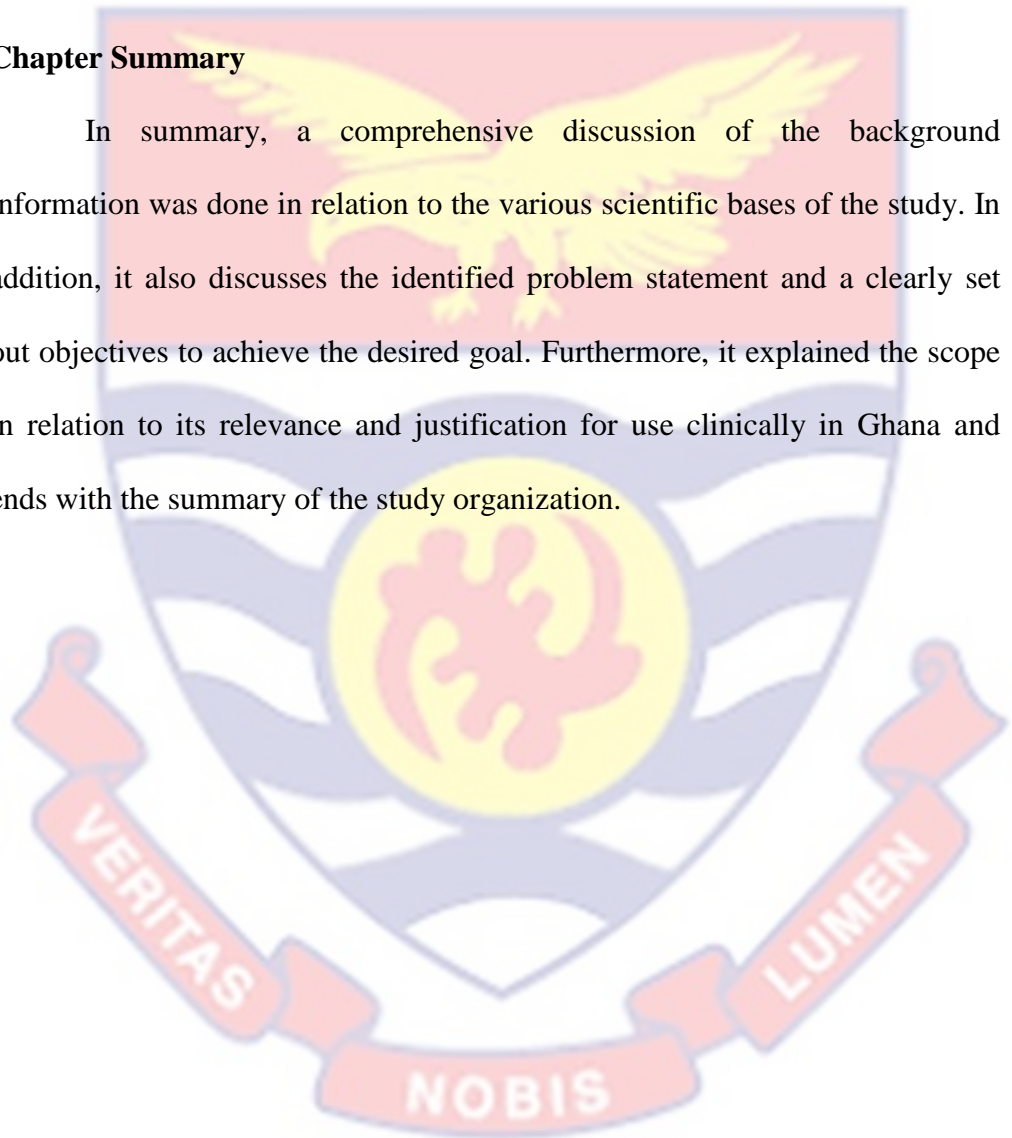 Chapter Summary
In summary, a comprehensive discussion of the background
information was done in relation to the various scientific bases of the study. In
addition, it also discusses the identified problem statement and a clearly set
out objectives to achieve the desired goal. Furthermore, it explained the scope
in relation to its relevance and justification for use clinically in Ghana and
ends with the summary of the study organization.
VERITAS
NOBIS
LUMEN